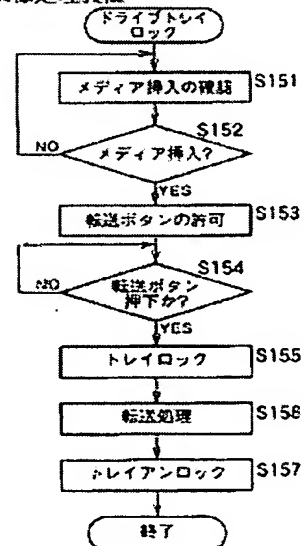 ドライブトレイ
ロック
メディア挿入の確認
S151
S152
メディア挿入?
NO
YES
S153
転送ボタンの許可
S154
転送ボタン
押下か?
NO
YES
トレイロック
S155
転送処理
S156
トレイアンロック
S157
終了